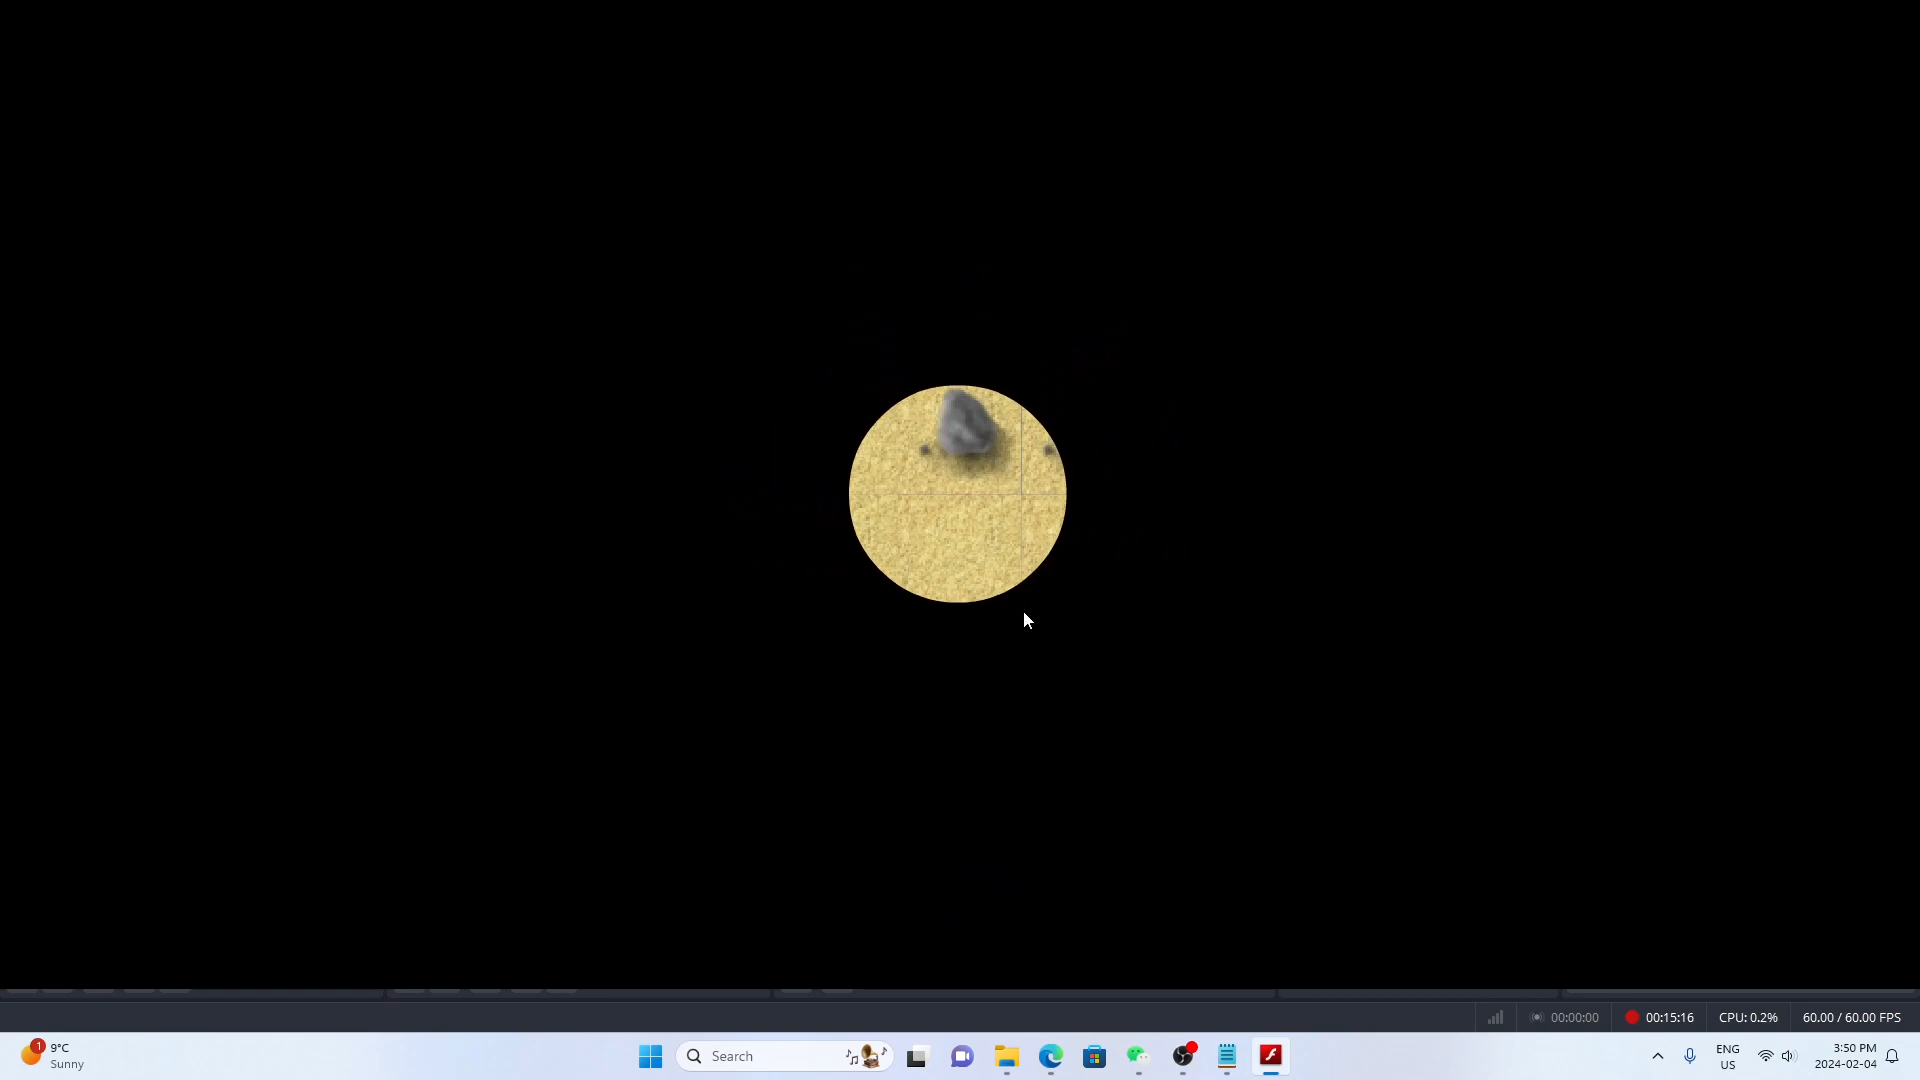 00:00:00
00:15:16
CPU: 0.2%
60.00 / 60.00 FPS
1
9°C
Sunny
Search
ENG
US
3:50 PM
2024-02-04